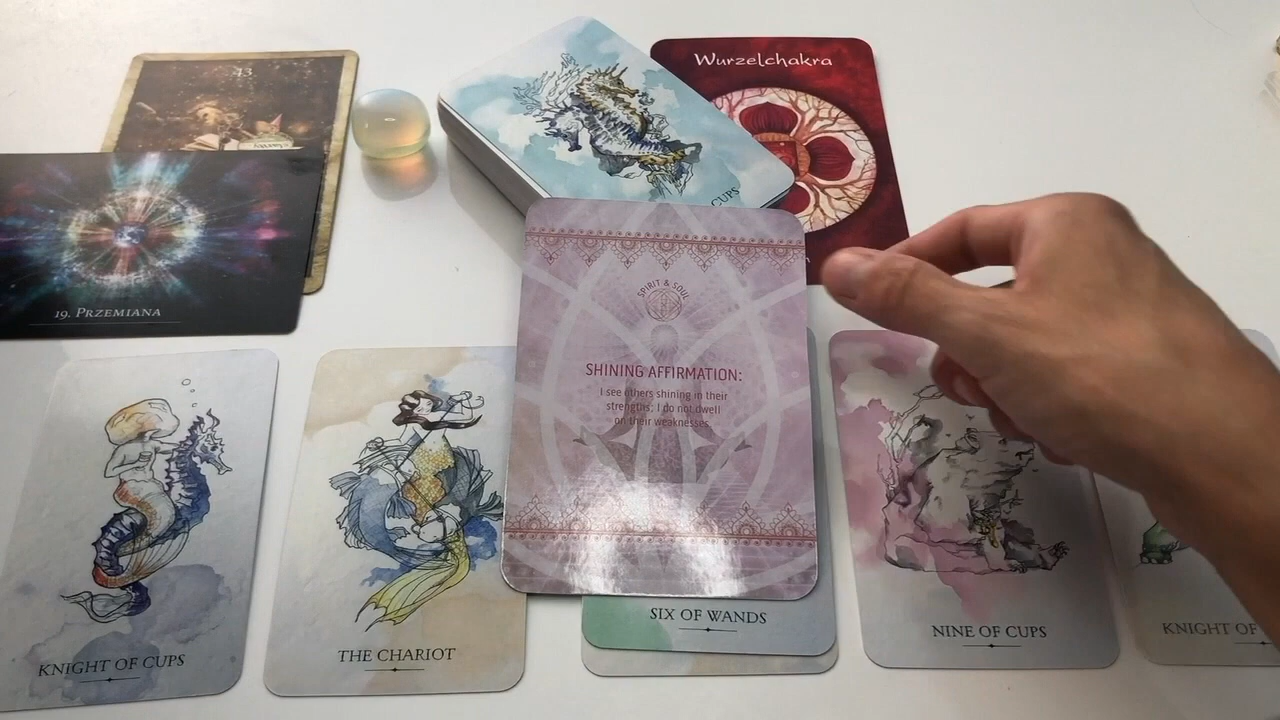 13
Wurzelchakra
CUPS
19. PRZEMIANA
SPIRIT & SOUL
SHINING AFFIRMATION:
I see others shining in their
strengths; I do not dwell
on their weaknesses.
KNIGHT OF CUPS
THE CHARIOT
SIX OF WANDS
NINE OF CUPS
KNIGHT OF